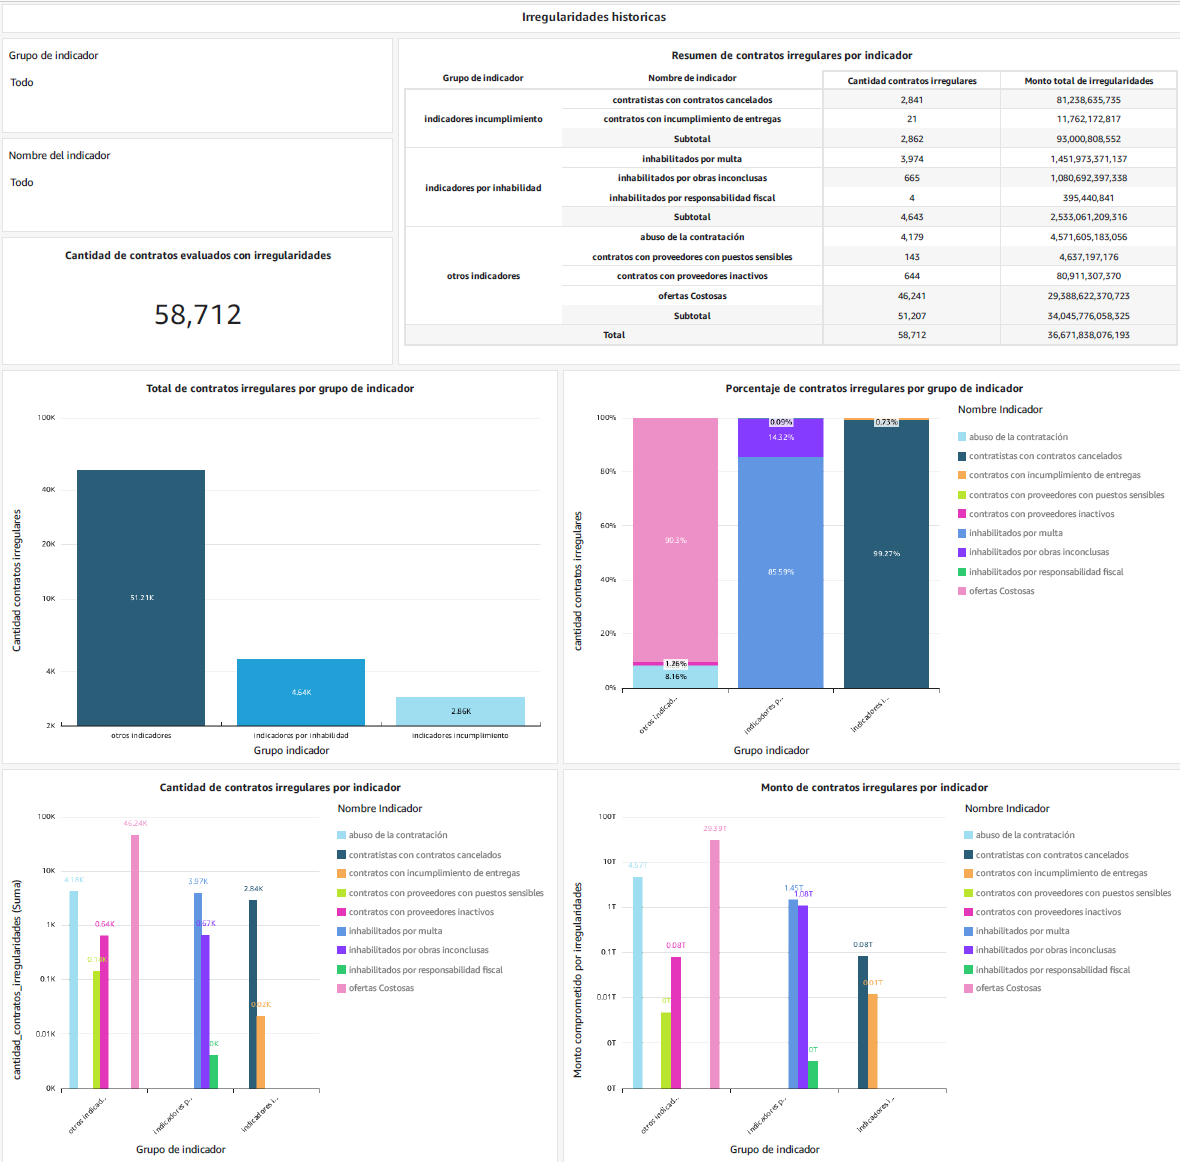 Irregularidades historicas
Grupo de indicador
Todo
Nombre del indicador
Todo
Cantidad de contratos evaluados con irregularidades
58,712
Resumen de contratos irregulares por indicador
Grupo de indicador Nombre de indicador Cantidad contratos irregulares Monto total de irregularidades
contratistas con contratos cancelados 2,841 81,238,635,735
indicadores incumplimiento contratos con incumplimiento de entregas 21 11,762,172,817
Subtotal 2,862 93,000,808,552
inhabilitados por multa 3,974 1,451,973,371,137
inhabilitados por obras inconclusas 665 1,080,692,397,338
indicadores por inhabilidad
inhabilitados por responsabilidad fiscal 4 395,440,841
Subtotal 4,643 2,533,061,209,316
abuso de la contratación 4,179 4,571,605,183,056
contratos con proveedores con puestos sensibles 143 4,637,197,176
otros indicadores contratos con proveedores inactivos 644 80,911,307,370
ofertas Costosas 46,241 29,388,622,370,723
Subtotal 51,207 34,045,776,058,325
Total 58,712 36,671,838,076,193
Total de contratos irregulares por grupo de indicador
Cantidad contratos irregulares
100K
40K
20K
10K
4K
2K
51.21K
4.64K
2.86K
otros indicadores indicadores por inhabilidad indicadores incumplimiento
Grupo indicador
Porcentaje de contratos irregulares por grupo de indicador
cantidad contratos irregulares
100%
80%
60%
40%
20%
0%
90.3%
1.26%
8.16%
0.09%
14.32%
85.59%
0.73%
99.27%
otros indicad.. indicadores p.. indicadores i..
Grupo indicador
Nombre Indicador
abuso de la contratación
contratistas con contratos cancelados
contratos con incumplimiento de entregas
contratos con proveedores con puestos sensibles
contratos con proveedores inactivos
inhabilitados por multa
inhabilitados por obras inconclusas
inhabilitados por responsabilidad fiscal
ofertas Costosas
Cantidad de contratos irregulares por indicador
cantidad_contratos_irregularidades (Suma)
100K
10K
1K
0.1K
0.01K
0K
4.18K
0.14K
0.64K
46.24K
3.97K
0.67K
0K
2.84K
0.02K
otros indicad.. indicadores p.. indicadores i..
Grupo de indicador
Nombre Indicador
abuso de la contratación
contratistas con contratos cancelados
contratos con incumplimiento de entregas
contratos con proveedores con puestos sensibles
contratos con proveedores inactivos
inhabilitados por multa
inhabilitados por obras inconclusas
inhabilitados por responsabilidad fiscal
ofertas Costosas
Monto de contratos irregulares por indicador
Monto comprometido por irregularidades
100T
10T
1T
0.1T
0.01T
0T
0T
4.57T
0T
0.08T
29.39T
1.45T
1.08T
0T
0.08T
0.01T
otros indicad.. indicadores p.. indicadores i..
Grupo de indicador
Nombre Indicador
abuso de la contratación
contratistas con contratos cancelados
contratos con incumplimiento de entregas
contratos con proveedores con puestos sensibles
contratos con proveedores inactivos
inhabilitados por multa
inhabilitados por obras inconclusas
inhabilitados por responsabilidad fiscal
ofertas Costosas